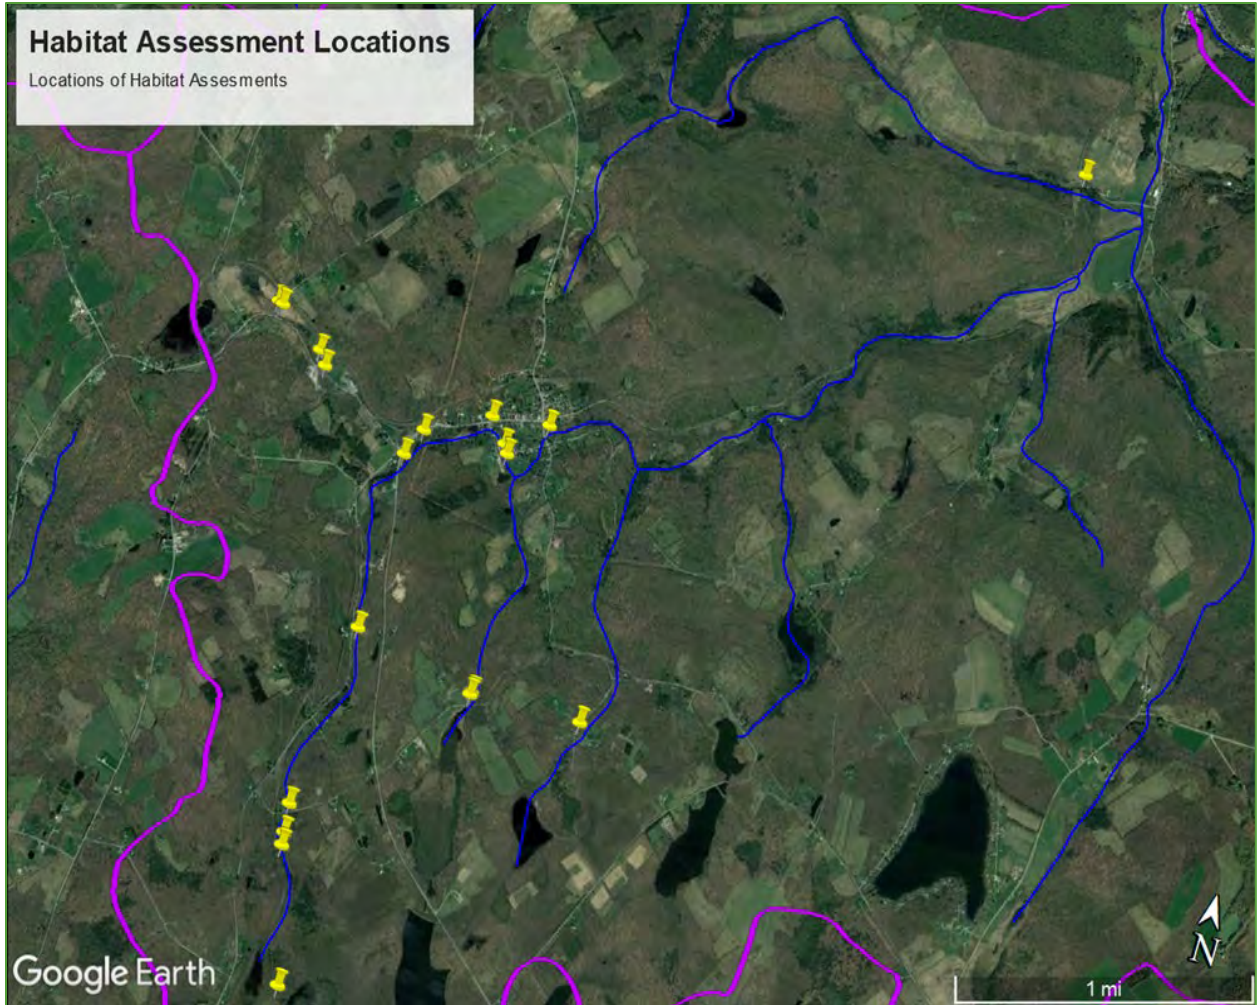 Habitat Assessment Locations
Locations of Habitat Assesments
N
Google Earth
1 mi